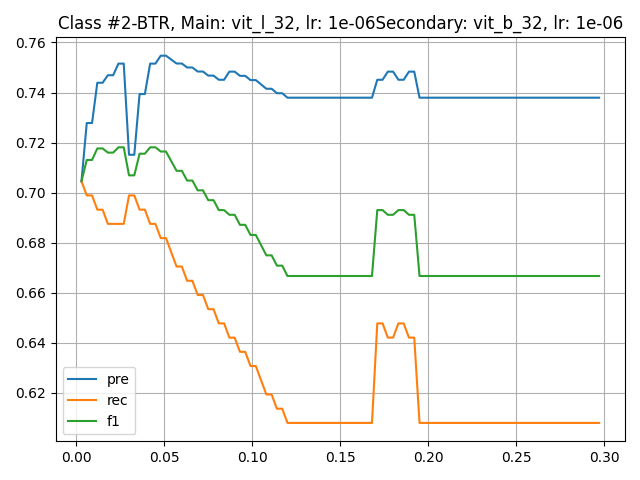 Class #2-BTR, Main: vit_l_32, lr: 1e-06Secondary: vit_b_32, lr: 1e-06
0.76
0.74
0.72
0.70
0.68
0.66
0.64
0.62
pre
rec
f1
0.00 0.05 0.10 0.15 0.20 0.25 0.30